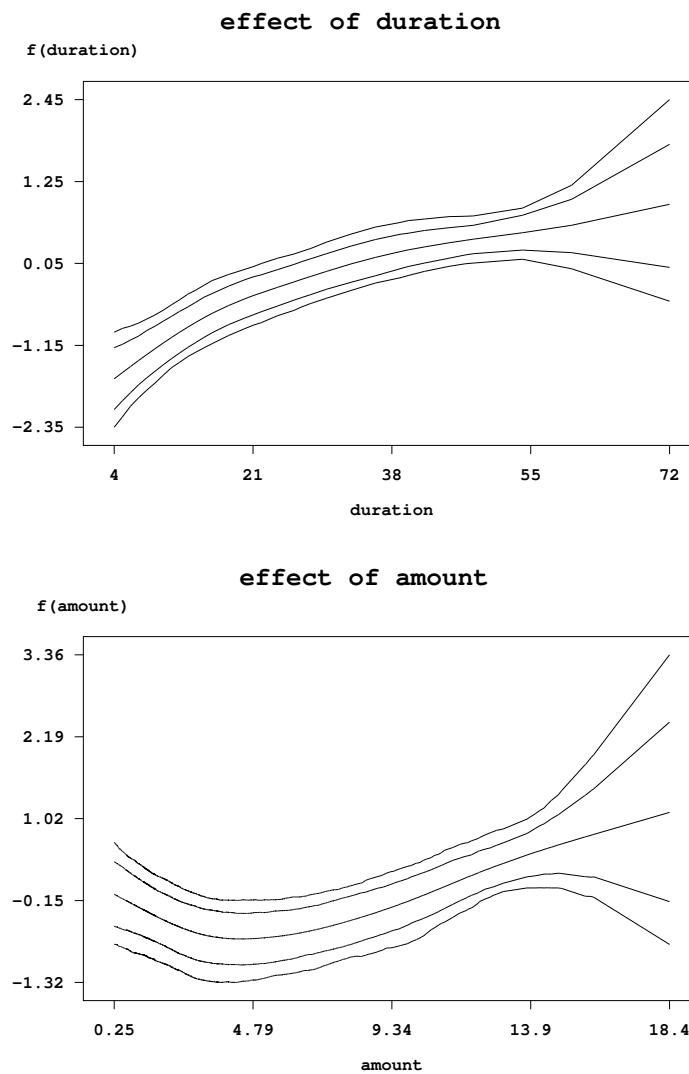 effect of duration
f(duration)
2.45
1.25
0.05
−1.15
−2.35
4 21 38 55 72
duration
effect of amount
f(amount)
3.36
2.19
1.02
−0.15
−1.32
0.25 4.79 9.34 13.9 18.4
amount